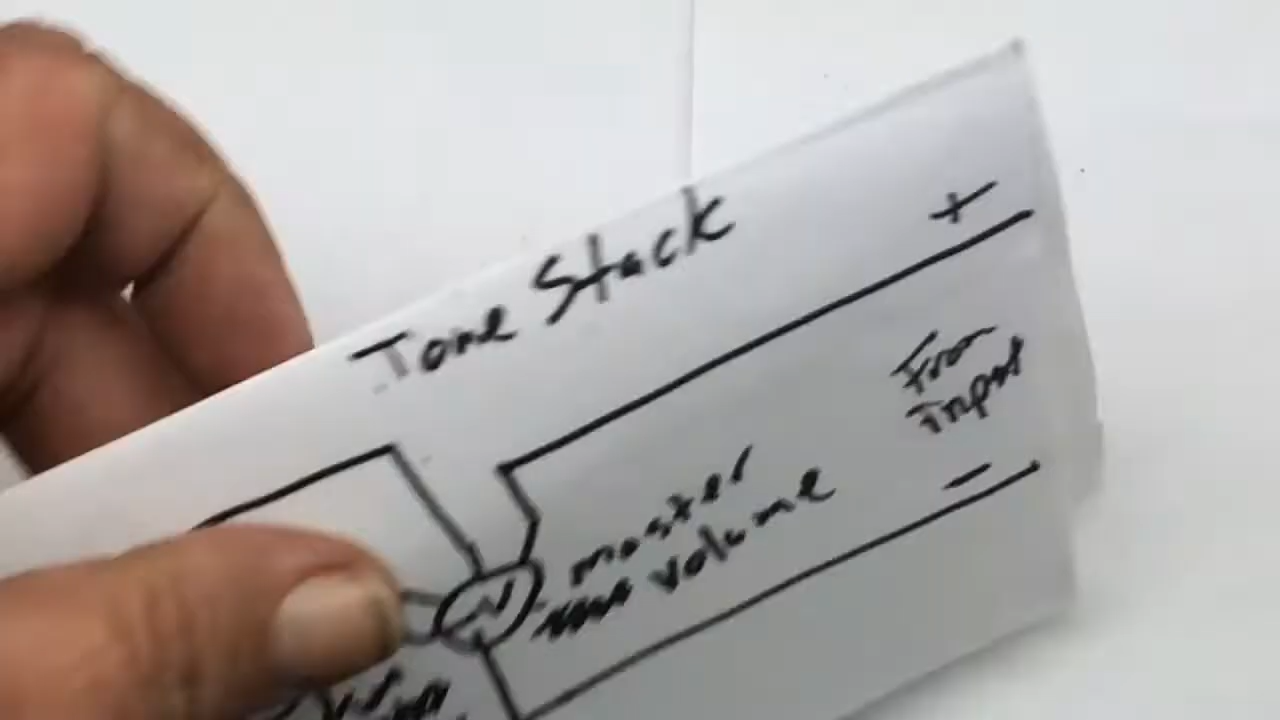 Tone Stack
+
From
Input
master
volume
-